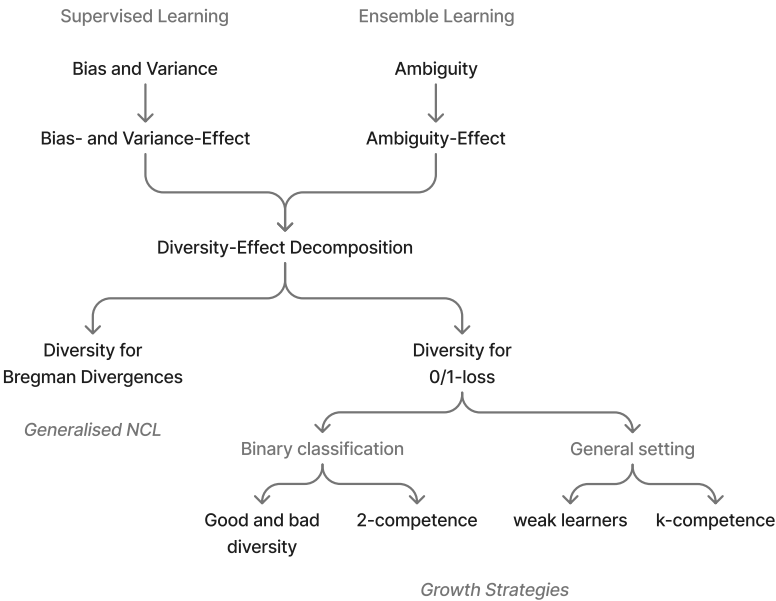 Supervised Learning
Ensemble Learning
Bias and Variance
Ambiguity
Bias- and Variance-Effect
Ambiguity-Effect
Diversity-Effect Decomposition
Diversity for
Bregman Divergences
Diversity for
0/1-loss
Generalised NCL
Binary classification
General setting
Good and bad
diversity
2-competence
weak learners
k-competence
Growth Strategies